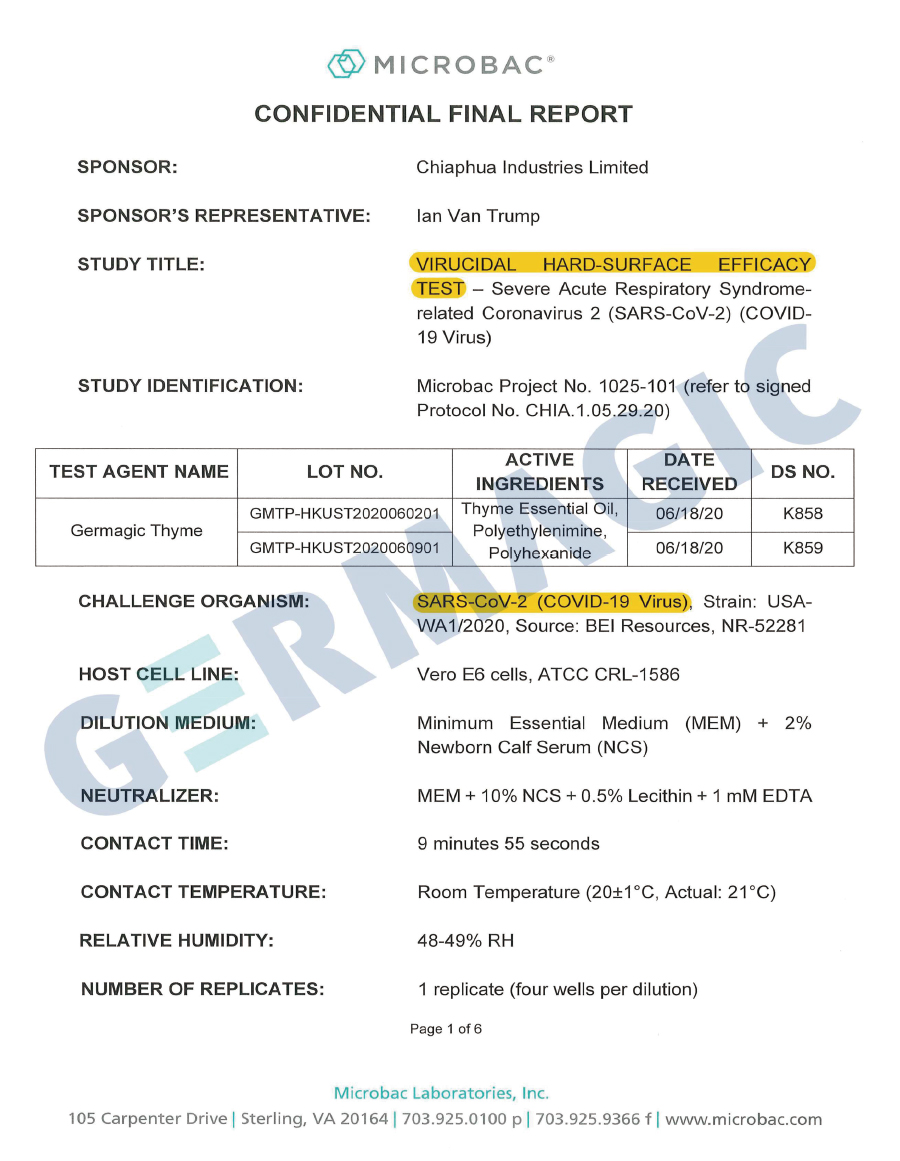 MICROBAC®
CONFIDENTIAL FINAL REPORT
SPONSOR: Chiaphua Industries Limited
SPONSOR'S REPRESENTATIVE: Ian Van Trump
STUDY TITLE: VIRUCIDAL HARD-SURFACE EFFICACY
TEST – Severe Acute Respiratory Syndrome-
related Coronavirus 2 (SARS-CoV-2) (COVID-
19 Virus)
STUDY IDENTIFICATION: Microbac Project No. 1025-101 (refer to signed
Protocol No. CHIA.1.05.29.20)
TEST AGENT NAME LOT NO. ACTIVE INGREDIENTS DATE RECEIVED DS NO.
Germagic Thyme GMTP-HKUST2020060201 Thyme Essential Oil, Polyethylenimine, Polyhexanide 06/18/20 K858
GMTP-HKUST2020060901 06/18/20 K859
CHALLENGE ORGANISM: SARS-CoV-2 (COVID-19 Virus), Strain: USA-
WA1/2020, Source: BEI Resources, NR-52281
HOST CELL LINE: Vero E6 cells, ATCC CRL-1586
DILUTION MEDIUM: Minimum Essential Medium (MEM) + 2%
Newborn Calf Serum (NCS)
NEUTRALIZER: MEM + 10% NCS + 0.5% Lecithin + 1 mM EDTA
CONTACT TIME: 9 minutes 55 seconds
CONTACT TEMPERATURE: Room Temperature (20±1°C, Actual: 21°C)
RELATIVE HUMIDITY: 48-49% RH
NUMBER OF REPLICATES: 1 replicate (four wells per dilution)
Page 1 of 6
Microbac Laboratories, Inc.
105 Carpenter Drive | Sterling, VA 20164 | 703.925.0100 p | 703.925.9366 f | www.microbac.com
GERMAGIC